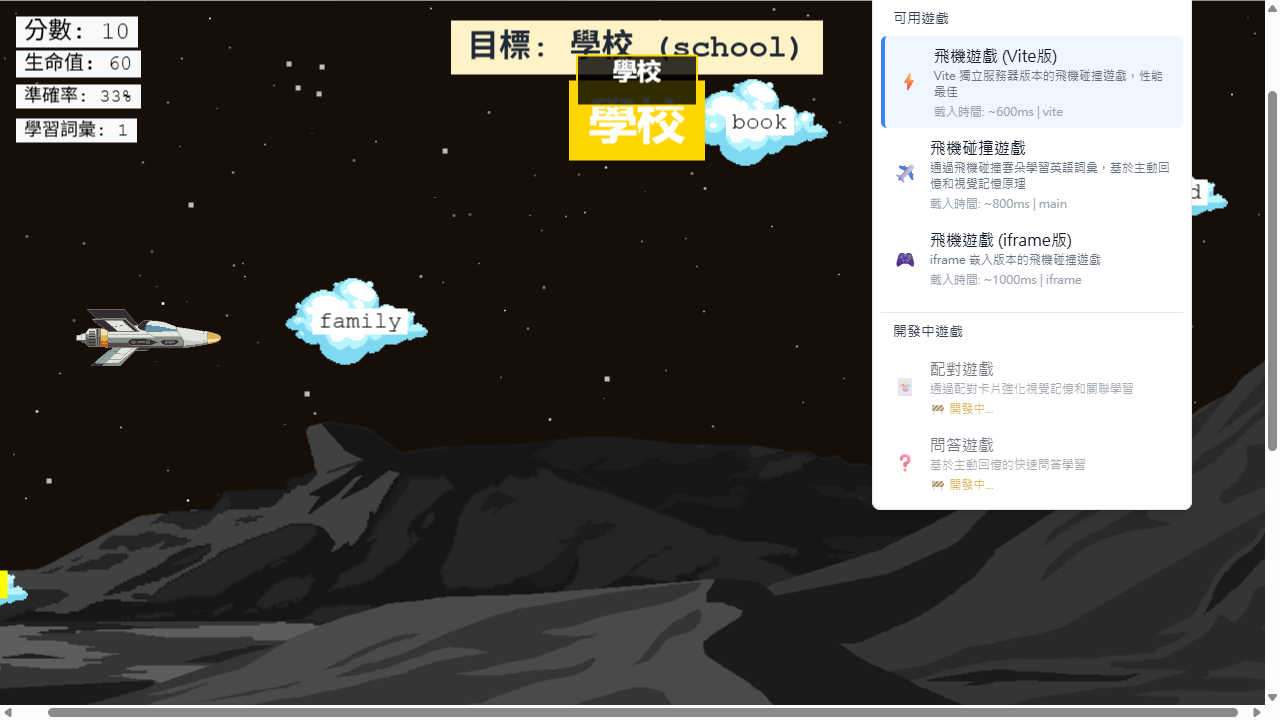 分數: 10
生命值: 60
準確率: 33%
學習詞彙: 1
目標: 學校 (school)
學校
學校
book
family
d
可用遊戲
飛機遊戲 (Vite版)
Vite 獨立服務器版本的飛機碰撞遊戲，性能
最佳
載入時間: ~600ms | vite
飛機碰撞遊戲
通過飛機碰撞雲朵學習英語詞彙，基於主動回
憶和視覺記憶原理
載入時間: ~800ms | main
飛機遊戲 (iframe版)
iframe 嵌入版本的飛機碰撞遊戲
載入時間: ~1000ms | iframe
開發中遊戲
配對遊戲
通過配對卡片強化視覺記憶和關聯學習
🚧 開發中...
問答遊戲
基於主動回憶的快速問答學習
🚧 開發中...